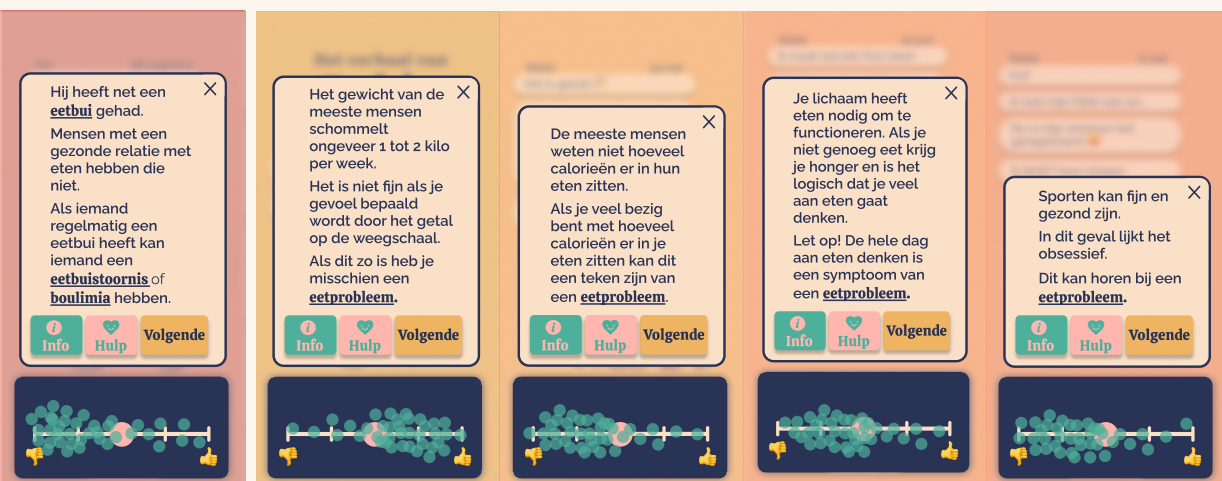 Hij heeft net een
eetbui gehad.
Mensen met een
gezonde relatie met
eten hebben die
niet.
Als iemand
regelmatig een
eetbui heeft kan
iemand een
eetbuistoornis of
boulimia hebben.
Info
Hulp
Volgende
Het verhaal van
Het gewicht van de
meeste mensen
schommelt
ongeveer 1 tot 2 kilo
per week.
Het is niet fijn als je
gevoel bepaald
wordt door het getal
op de weegschaal.
Als dit zo is heb je
misschien een
eetprobleem.
Info
Hulp
Volgende
De meeste mensen
weten niet hoeveel
calorieën er in hun
eten zitten.
Als je veel bezig
bent met hoeveel
calorieën er in je
eten zitten kan dit
een teken zijn van
een eetprobleem.
Info
Hulp
Volgende
Je lichaam heeft
eten nodig om te
functioneren. Als je
niet genoeg eet krijg
je honger en is het
logisch dat je veel
aan eten gaat
denken.
Let op! De hele dag
aan eten denken is
een symptoom van
een eetprobleem.
Info
Hulp
Volgende
Sporten kan fijn en
gezond zijn.
In dit geval lijkt het
obsessief.
Dit kan horen bij een
eetprobleem.
Info
Hulp
Volgende